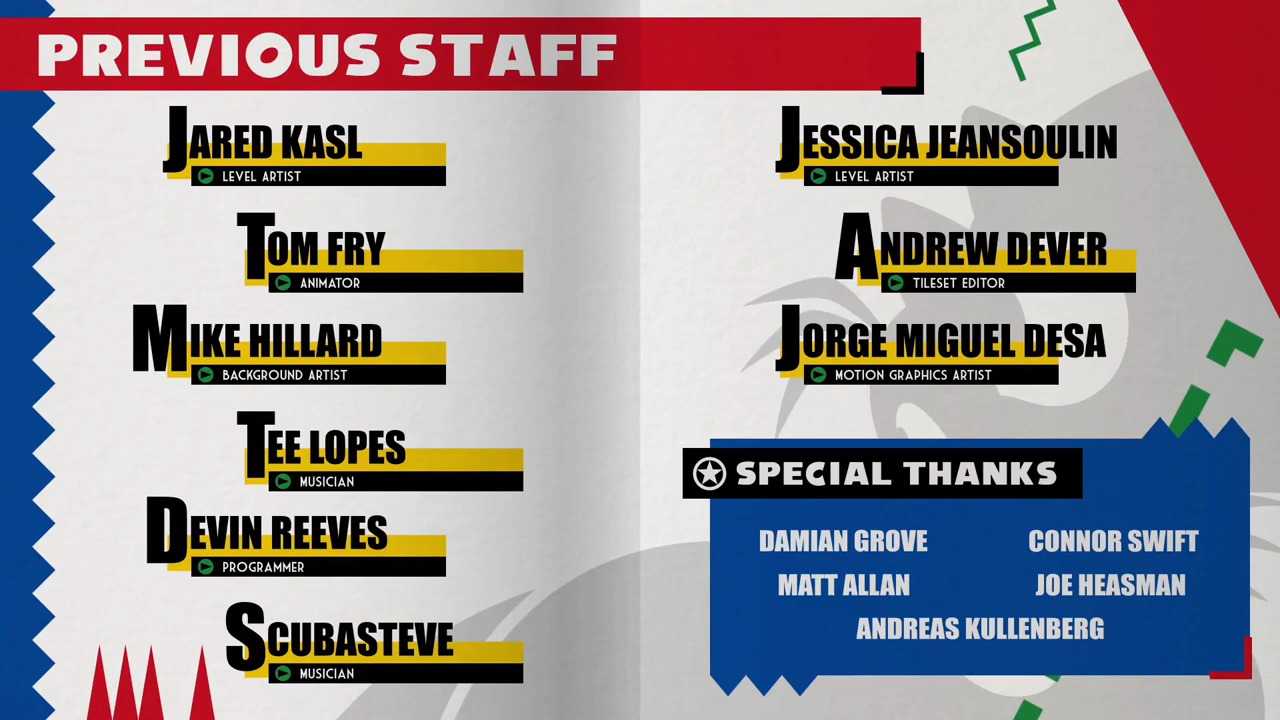 PREVIOUS STAFF
JARED KASL
LEVEL ARTIST
TOM FRY
ANIMATOR
MIKE HILLARD
BACKGROUND ARTIST
TEE LOPES
MUSICIAN
DEVIN REEVES
PROGRAMMER
SCUBASTEVE
MUSICIAN
JESSICA JEANSOULIN
LEVEL ARTIST
ANDREW DEVER
TILESET EDITOR
JORGE MIGUEL DESA
MOTION GRAPHICS ARTIST
SPECIAL THANKS
DAMIAN GROVE CONNOR SWIFT
MATT ALLAN JOE HEASMAN
ANDREAS KULLENBERG